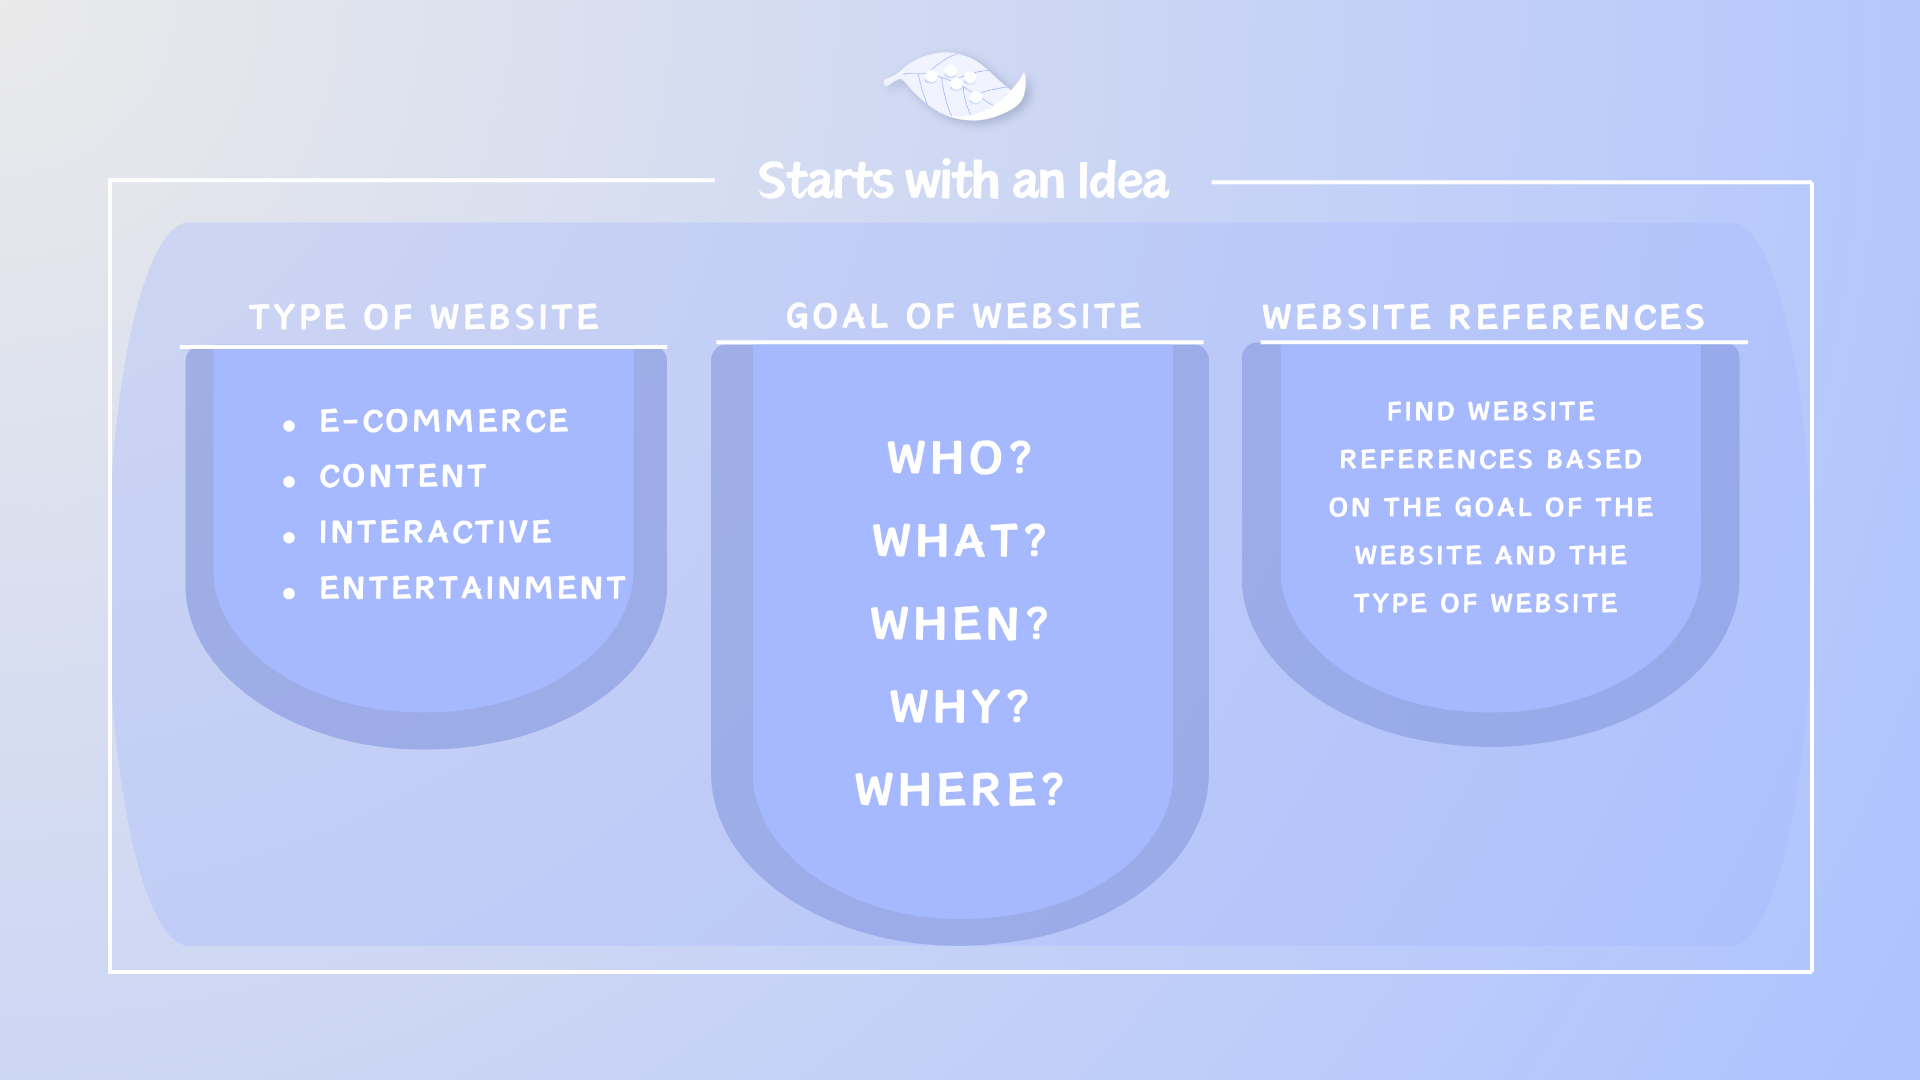 Starts with an Idea
TYPE OF WEBSITE
• E-COMMERCE
• CONTENT
• INTERACTIVE
• ENTERTAINMENT
GOAL OF WEBSITE
WHO?
WHAT?
WHEN?
WHY?
WHERE?
WEBSITE REFERENCES
FIND WEBSITE
REFERENCES BASED
ON THE GOAL OF THE
WEBSITE AND THE
TYPE OF WEBSITE